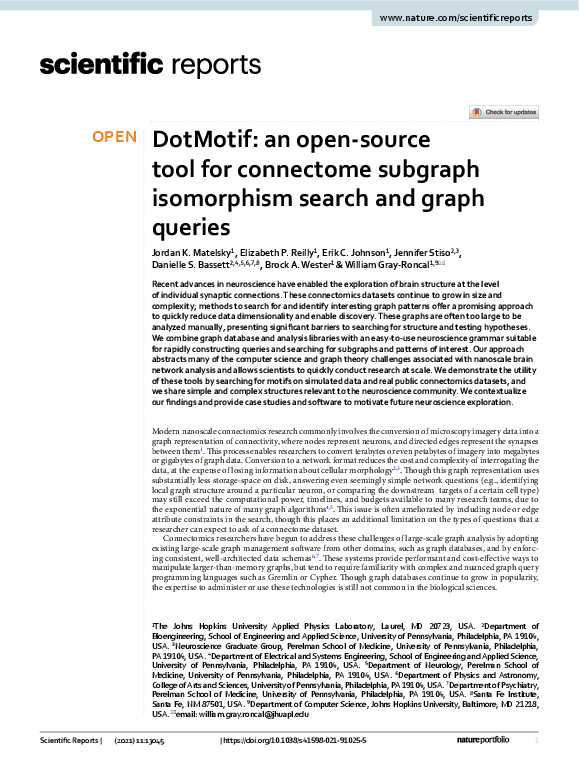 www.nature.com/scientificreports
scientific reports
Check for updates
OPEN
DotMotif: an open-source
tool for connectome subgraph
isomorphism search and graph
queries
Jordan K. Matelsky1, Elizabeth P. Reilly1, Erik C. Johnson1, Jennifer Stiso2,3,
Danielle S. Bassett2,4,5,6,7,8, Brock A. Wester1 & William Gray-Roncal1,9✉
Recent advances in neuroscience have enabled the exploration of brain structure at the level
of individual synaptic connections. These connectomics datasets continue to grow in size and
complexity; methods to search for and identify interesting graph patterns offer a promising approach
to quickly reduce data dimensionality and enable discovery. These graphs are often too large to be
analyzed manually, presenting significant barriers to searching for structure and testing hypotheses.
We combine graph database and analysis libraries with an easy-to-use neuroscience grammar suitable
for rapidly constructing queries and searching for subgraphs and patterns of interest. Our approach
abstracts many of the computer science and graph theory challenges associated with nanoscale brain
network analysis and allows scientists to quickly conduct research at scale. We demonstrate the utility
of these tools by searching for motifs on simulated data and real public connectomics datasets, and
we share simple and complex structures relevant to the neuroscience community. We contextualize
our findings and provide case studies and software to motivate future neuroscience exploration.
Modern nanoscale connectomics research commonly involves the conversion of microscopy imagery data into a
graph representation of connectivity, where nodes represent neurons, and directed edges represent the synapses
between them1. This process enables researchers to convert terabytes or even petabytes of imagery into megabytes
or gigabytes of graph data. Conversion to a network format reduces the cost and complexity of interrogating the
data, at the expense of losing information about cellular morphology2,3. Though this graph representation uses
substantially less storage-space on disk, answering even seemingly simple network questions (e.g., identifying
local graph structure around a particular neuron, or comparing the downstream targets of a certain cell type)
may still exceed the computational power, timelines, and budgets available to many research teams, due to
the exponential nature of many graph algorithms4,5. This issue is often ameliorated by including node or edge
attribute constraints in the search, though this places an additional limitation on the types of questions that a
researcher can expect to ask of a connectome dataset.
Connectomics researchers have begun to address these challenges of large-scale graph analysis by adopting
existing large-scale graph management software from other domains, such as graph databases, and by enforc-
ing consistent, well-architected data schemas6,7. These systems provide performant and cost-effective ways to
manipulate larger-than-memory graphs, but tend to require familiarity with complex and nuanced graph query
programming languages such as Gremlin or Cypher. Though graph databases continue to grow in popularity,
the expertise to administer or use these technologies is still not common in the biological sciences.
1The Johns Hopkins University Applied Physics Laboratory, Laurel, MD 20723, USA. 2Department of
Bioengineering, School of Engineering and Applied Science, University of Pennsylvania, Philadelphia, PA 19104,
USA. 3Neuroscience Graduate Group, Perelman School of Medicine, University of Pennsylvania, Philadelphia,
PA 19104, USA. 4Department of Electrical and Systems Engineering, School of Engineering and Applied Science,
University of Pennsylvania, Philadelphia, PA 19104, USA. 5Department of Neurology, Perelman School of
Medicine, University of Pennsylvania, Philadelphia, PA 19104, USA. 6Department of Physics and Astronomy,
College of Arts and Sciences, University of Pennsylvania, Philadelphia, PA 19104, USA. 7Department of Psychiatry,
Perelman School of Medicine, University of Pennsylvania, Philadelphia, PA 19104, USA. 8Santa Fe Institute,
Santa Fe, NM 87501, USA. 9Department of Computer Science, Johns Hopkins University, Baltimore, MD 21218,
USA. ✉email: william.gray.roncal@jhuapl.edu
Scientific Reports | (2021) 11:13045 | https://doi.org/10.1038/s41598-021-91025-5 natureportfolio 1